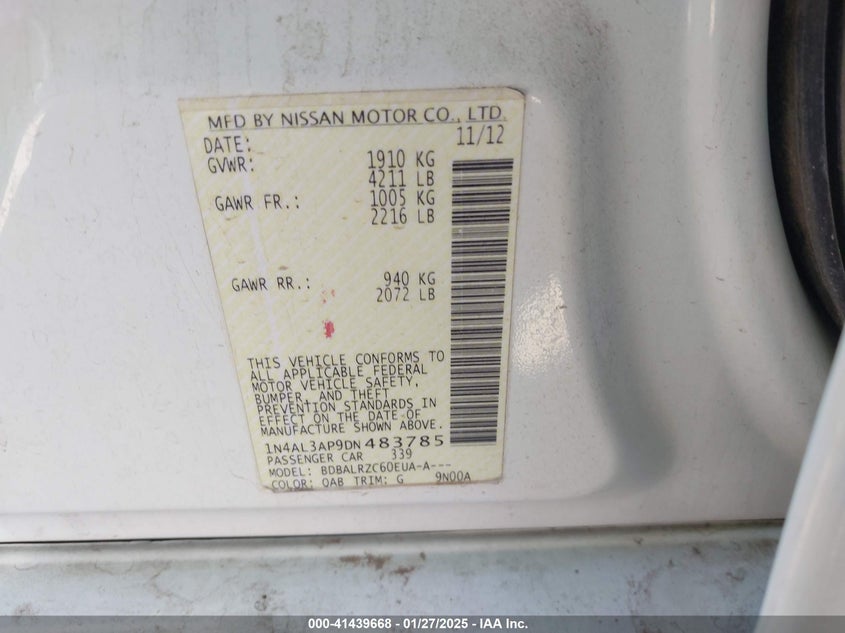 MFD BY NISSAN MOTOR CO., LTD.
DATE: 11/12
GVWR: 1910 KG
4211 LB
GAWR FR.: 1005 KG
2216 LB
GAWR RR.: 940 KG
2072 LB
THIS VEHICLE CONFORMS TO
ALL APPLICABLE FEDERAL
MOTOR VEHICLE SAFETY,
BUMPER, AND THEFT
PREVENTION STANDARDS IN
EFFECT ON THE DATE OF
MANUFACTURE SHOWN ABOVE.
1N4AL3AP9DN483785
PASSENGER CAR 339
MODEL: BDBALRZC60EUA-A---
COLOR: QAB TRIM: G 9N00A
000-41439668 - 01/27/2025 - IAA Inc.